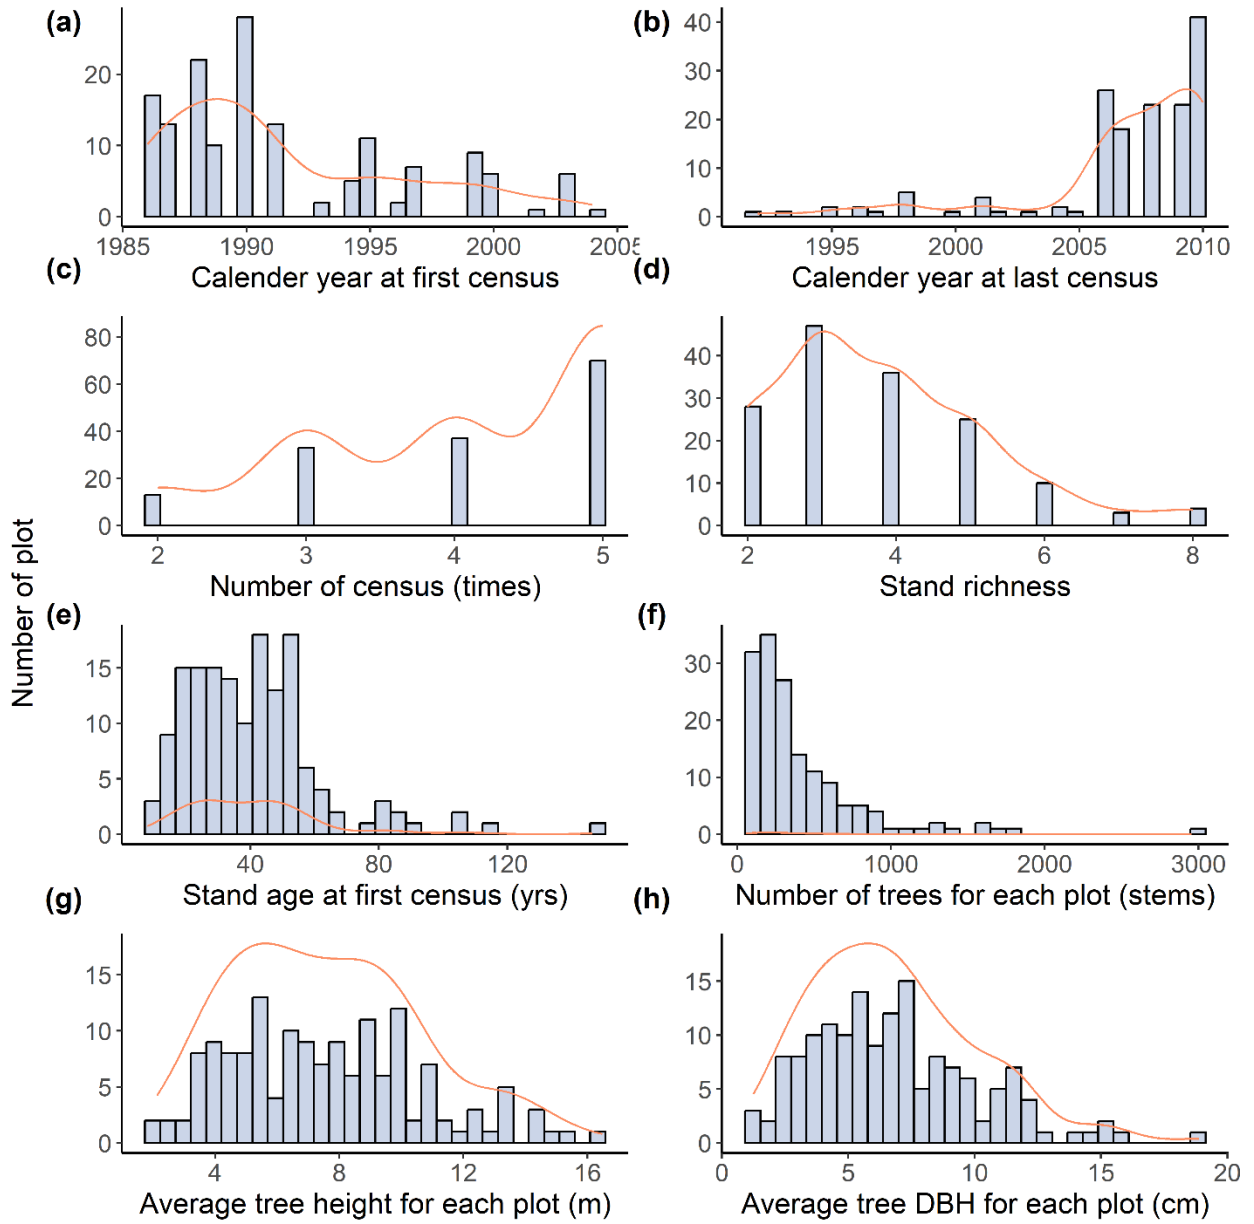 (a)
20
10
0
1985 1990 1995 2000 2005
Calender year at first census
(b)
40
30
20
10
0
1995 2000 2005 2010
Calender year at last census
Number of plot
(c)
80
60
40
20
0
2 3 4 5
Number of census (times)
(d)
40
30
20
10
0
2 4 6 8
Stand richness
(e)
15
10
5
0
40 80 120
Stand age at first census (yrs)
(f)
30
20
10
0
0 1000 2000 3000
Number of trees for each plot (stems)
(g)
15
10
5
0
4 8 12 16
Average tree height for each plot (m)
(h)
15
10
5
0
0 5 10 15 20
Average tree DBH for each plot (cm)